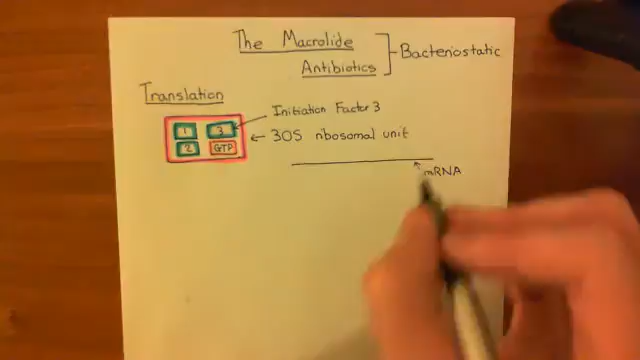 The Macrolide
Antibiotics
Bacteriostatic
Translation
Initiation Factor 3
1 3
2 GTP
30S ribosomal unit
mRNA